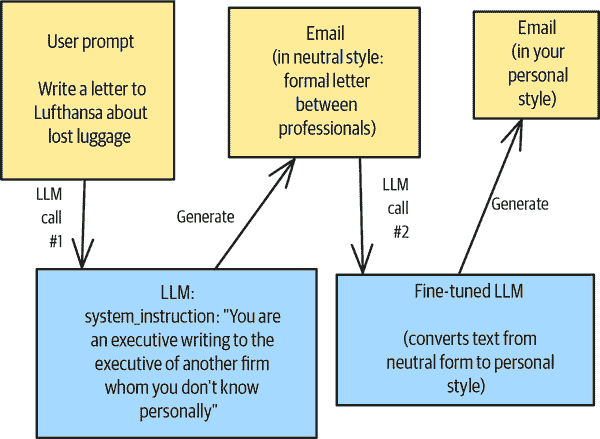 User prompt
Write a letter to
Lufthansa about
lost luggage
LLM
call
#1
LLM:
system_instruction: "You are
an executive writing to the
executive of another firm
whom you don't know
personally"
Generate
Email
(in neutral style:
formal letter
between
professionals)
LLM
call
#2
Fine-tuned LLM
(converts text from
neutral form to personal
style)
Generate
Email
(in your
personal
style)